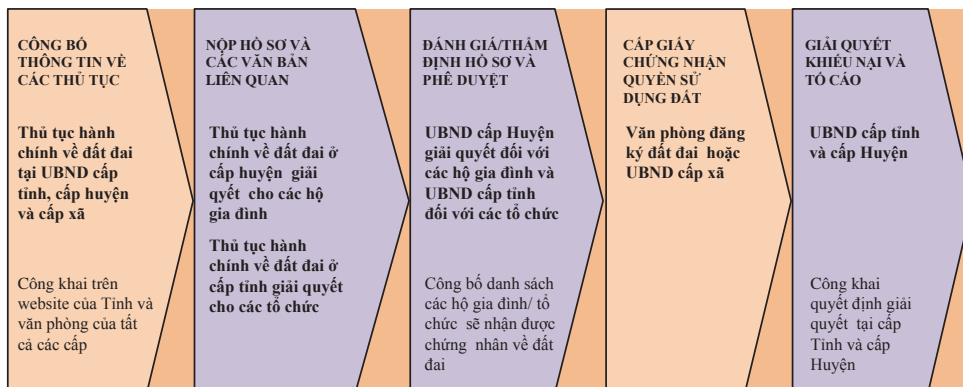 CÔNG BỐ
THÔNG TIN VỀ
CÁC THỦ TỤC
Thủ tục hành
chính về đất đai
tại UBND cấp
tỉnh, cấp huyện
và cấp xã
Công khai trên
website của Tỉnh và
văn phòng của tất
cả các cấp
NỘP HỒ SƠ VÀ
CÁC VĂN BẢN
LIÊN QUAN
Thủ tục hành
chính về đất đai ở
cấp huyện giải
qyết cho các hộ
gia đình
Thủ tục hành
chính về đất đai ở
cấp tỉnh giải quyết
cho các tổ chức
ĐÁNH GIÁ/THẨM
ĐỊNH HỒ SƠ VÀ
PHÊ DUYỆT
UBND cấp Huyện
giải quyết đối với
các hộ gia đình và
UBND cấp tỉnh
đối với các tổ chức
Công bố danh sách
các hộ gia đình/ tổ
chức sẽ nhận được
chứng nhân về đất
đai
CẤP GIẤY
CHỨNG NHẬN
QUYỀN SỬ
DỤNG ĐẤT
Văn phòng đăng
ký đất đai hoặc
UBND cấp xã
GIẢI QUYẾT
KHIẾU NẠI VÀ
TỐ CÁO
UBND cấp tỉnh
và cấp Huyện
Công khai
quyết định giải
quyết tại cấp
Tỉnh và cấp
Huyện